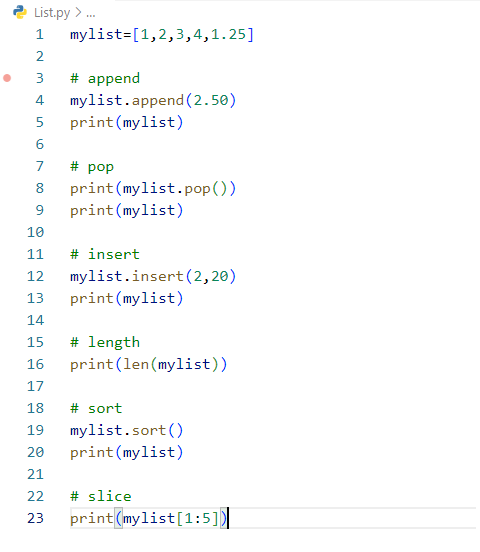 List.py > ...
1 mylist=[1,2,3,4,1.25]
2
3 # append
4 mylist.append(2.50)
5 print(mylist)
6
7 # pop
8 print(mylist.pop())
9 print(mylist)
10
11 # insert
12 mylist.insert(2,20)
13 print(mylist)
14
15 # length
16 print(len(mylist))
17
18 # sort
19 mylist.sort()
20 print(mylist)
21
22 # slice
23 print(mylist[1:5])